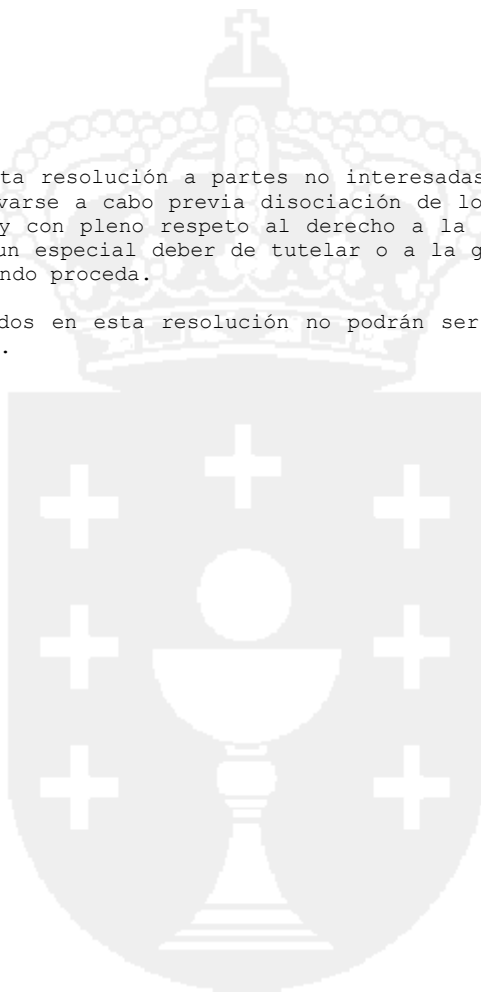 ta resolución a partes no interesadas
varse a cabo previa disociación de lo
y con pleno respeto al derecho a la
un especial deber de tutelar o a la g
ndo proceda.
dos en esta resolución no podrán ser
.